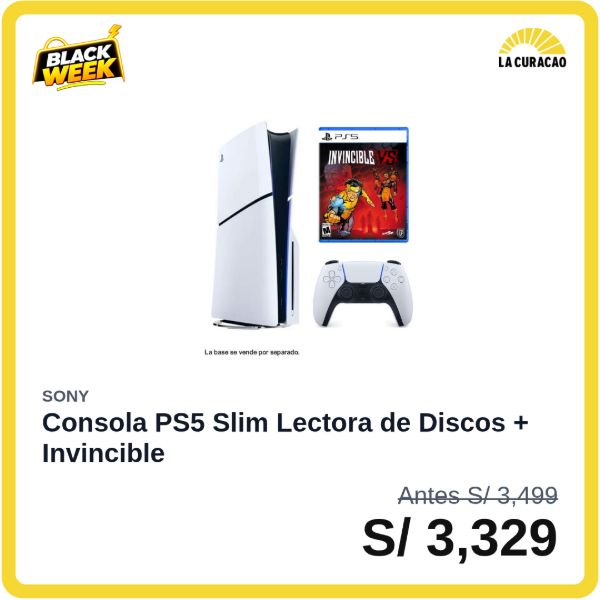 BLACK
WEEK
LA CURACAO
PS5
INVINCIBLE VS
M
La base se vende por separado.
SONY
Consola PS5 Slim Lectora de Discos +
Invincible
Antes S/ 3,499
S/ 3,329